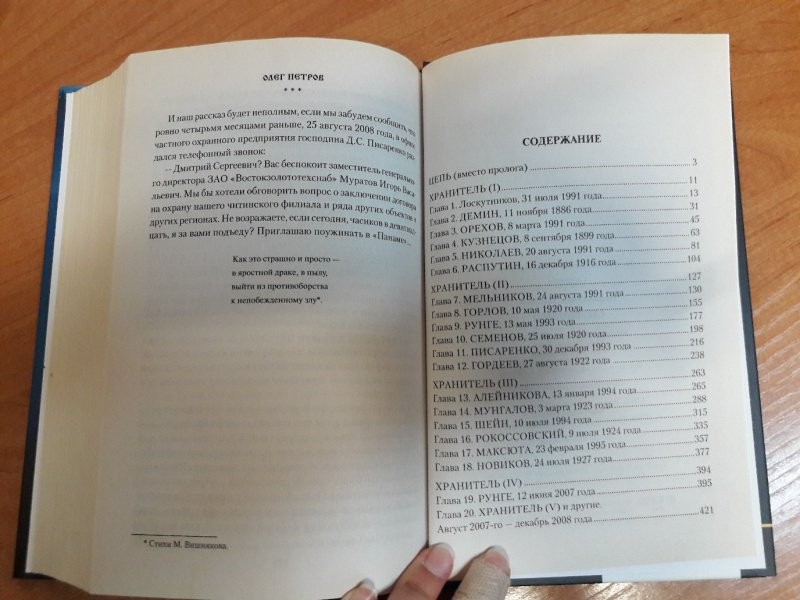 ОЛЕГ ПЕТРОВ
* * *
И наш рассказ будет неполным, если мы забудем сообщить, что
ровно четырьмя месяцами раньше, 25 августа 2008 года, в офисе
частного охранного предприятия господина Д.С. Писаренко раз-
дался телефонный звонок:
— Дмитрий Сергеевич? Вас беспокоит заместитель генерально-
го директора ЗАО «Востокзолототехснаб» Муратов Игорь Васи-
льевич. Мы бы хотели обговорить вопрос о заключении договора
на охрану нашего читинского филиала и ряда других объектов в
других регионах. Не возражаете, если сегодня, часиков в девятнад-
цать, я за вами подъеду? Приглашаю поужинать в «Панаме»...
Как это страшно и просто —
в яростной драке, в пылу,
выйти из противоборства
к непобежденному злу*.
* Стихи М. Вишнякова.
СОДЕРЖАНИЕ
ЦЕПЬ (вместо пролога) 3
ХРАНИТЕЛЬ (I) 11
Глава 1. Лоскутников, 31 июля 1991 года 13
Глава 2. ДЕМИН, 11 ноября 1886 года 31
Глава 3. ОРЕХОВ, 8 марта 1991 года 45
Глава 4. КУЗНЕЦОВ, 8 сентября 1899 года 63
Глава 5. НИКОЛАЕВ, 20 августа 1991 года 81
Глава 6. РАСПУТИН, 16 декабря 1916 года 104
ХРАНИТЕЛЬ (II) 127
Глава 7. МЕЛЬНИКОВ, 24 августа 1991 года 130
Глава 8. ГОРЛОВ, 10 мая 1920 года 155
Глава 9. РУНГЕ, 13 мая 1993 года 177
Глава 10. СЕМЕНОВ, 25 июля 1920 года 198
Глава 11. ПИСАРЕНКО, 30 декабря 1993 года 216
Глава 12. ГОРДЕЕВ, 27 августа 1922 года 238
ХРАНИТЕЛЬ (III) 263
Глава 13. АЛЕЙНИКОВА, 13 января 1994 года 265
Глава 14. МУНГАЛОВ, 3 марта 1923 года 288
Глава 15. ШЕЙН, 10 июля 1994 года 315
Глава 16. РОКОССОВСКИЙ, 9 июля 1924 года 335
Глава 17. МАКСЮТА, 23 февраля 1995 года 357
Глава 18. НОВИКОВ, 24 июля 1927 года 377
ХРАНИТЕЛЬ (IV) 394
Глава 19. РУНГЕ, 12 июня 2007 года 395
Глава 20. ХРАНИТЕЛЬ (V) и другие.
Август 2007-го — декабрь 2008 года 421